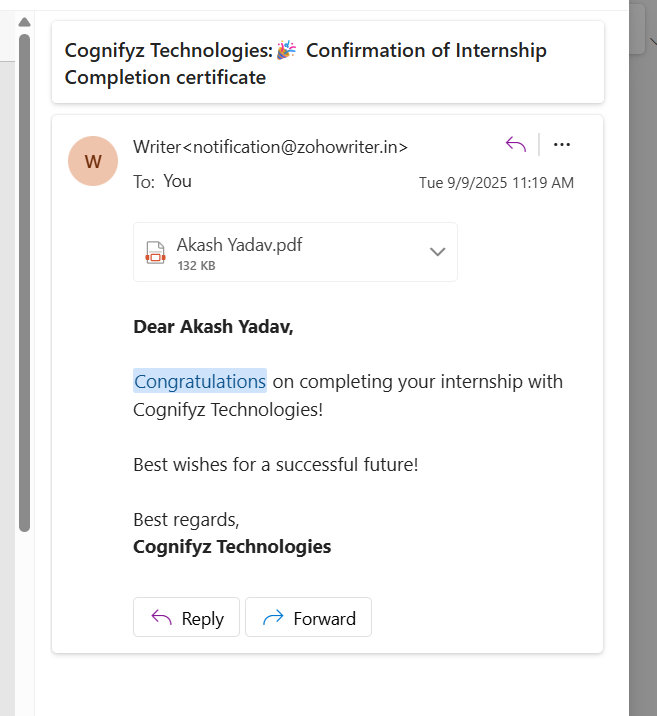 Cognifyz Technologies:🎉 Confirmation of Internship
Completion certificate
W
Writer<notification@zohowriter.in>
To: You
Tue 9/9/2025 11:19 AM
Akash Yadav.pdf
132 KB
Dear Akash Yadav,
Congratulations on completing your internship with
Cognifyz Technologies!
Best wishes for a successful future!
Best regards,
Cognifyz Technologies
Reply
Forward